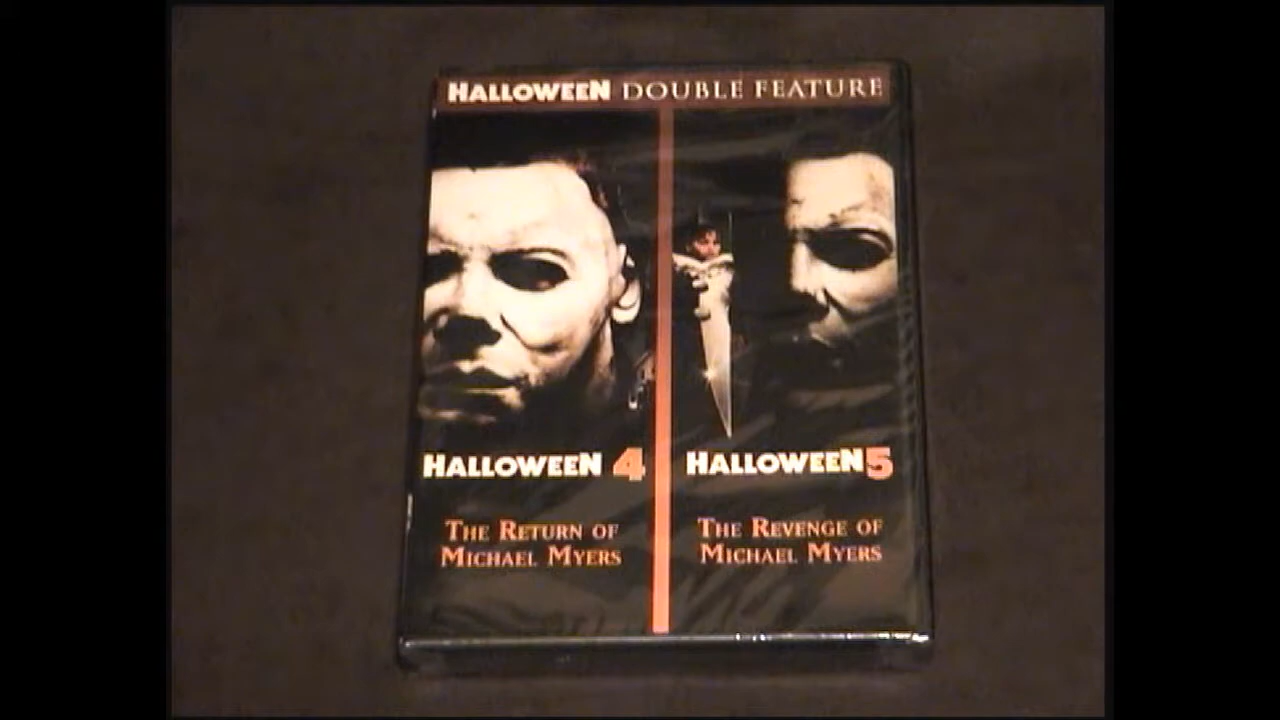 HALLOWEEN DOUBLE FEATURE
HALLOWEEN 4
THE RETURN OF
MICHAEL MYERS
HALLOWEEN 5
THE REVENGE OF
MICHAEL MYERS